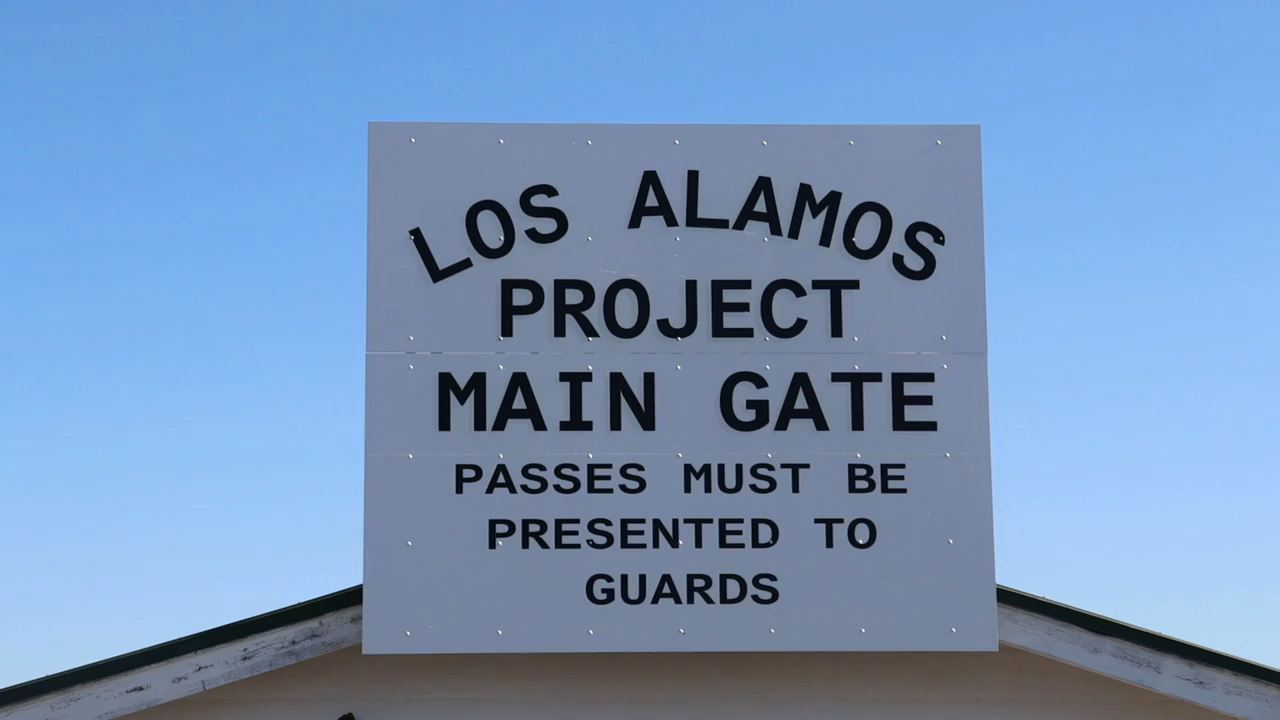 LOS ALAMOS
PROJECT
MAIN GATE
PASSES MUST BE
PRESENTED TO
GUARDS